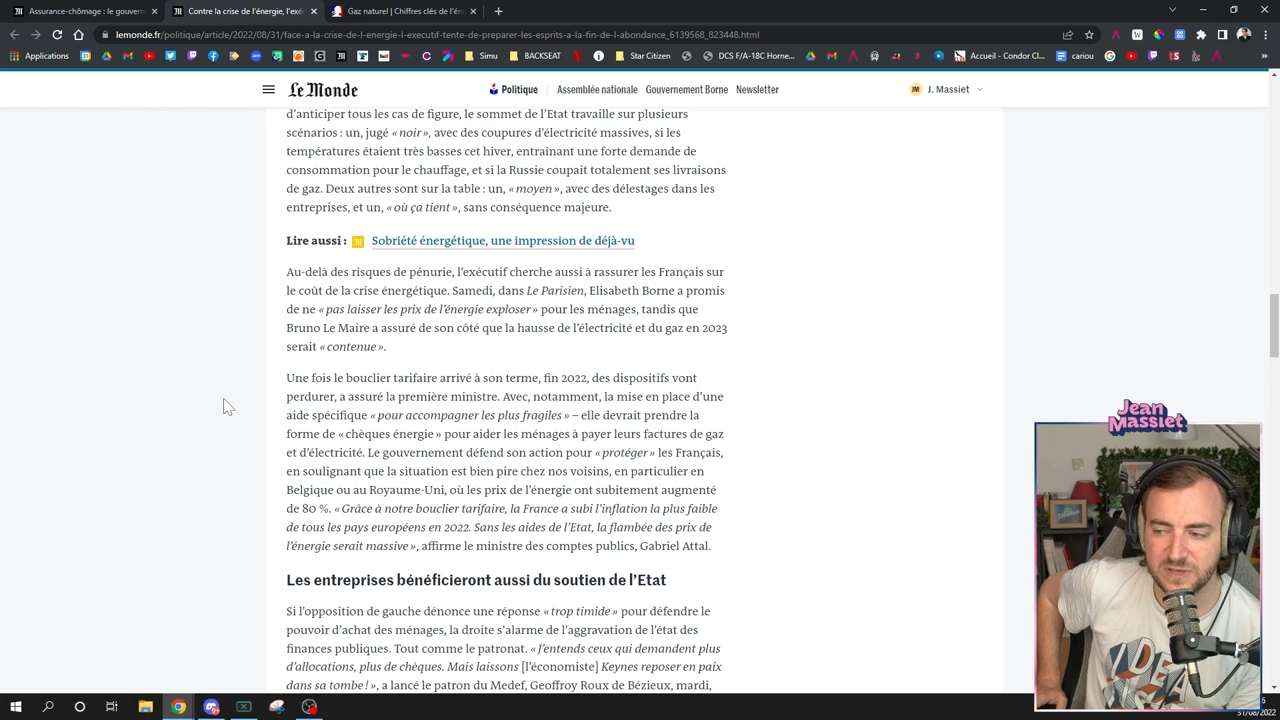 Assurance-chômage : le gouver
Contre la crise de l'énergie, l'exé
Gaz naturel | Chiffres clés de l'én
lemonde.fr/politique/article/2022/08/31/face-a-la-crise-de-l-energie-l-executif-tente-de-preparer-les-esprits-a-la-fin-de-l-abondance_6139568_823448.html
Applications
Simu
BACKSEAT
Star Citizen
DCS F/A-18C Horne...
Accueil - Condor Cl...
cariou
Le Monde
Politique
Assemblée nationale
Gouvernement Borne
Newsletter
JM
J. Massiet
d'anticiper tous les cas de figure, le sommet de l'Etat travaille sur plusieurs
scénarios : un, jugé « noir », avec des coupures d'électricité massives, si les
températures étaient très basses cet hiver, entraînant une forte demande de
consommation pour le chauffage, et si la Russie coupait totalement ses livraisons
de gaz. Deux autres sont sur la table : un, « moyen », avec des délestages dans les
entreprises, et un, « où ça tient », sans conséquence majeure.
Lire aussi : Sobriété énergétique, une impression de déjà-vu
Au-delà des risques de pénurie, l'exécutif cherche aussi à rassurer les Français sur
le coût de la crise énergétique. Samedi, dans Le Parisien, Elisabeth Borne a promis
de ne « pas laisser les prix de l'énergie exploser » pour les ménages, tandis que
Bruno Le Maire a assuré de son côté que la hausse de l'électricité et du gaz en 2023
serait « contenue ».
Une fois le bouclier tarifaire arrivé à son terme, fin 2022, des dispositifs vont
perdurer, a assuré la première ministre. Avec, notamment, la mise en place d'une
aide spécifique « pour accompagner les plus fragiles » – elle devrait prendre la
forme de « chèques énergie » pour aider les ménages à payer leurs factures de gaz
et d'électricité. Le gouvernement défend son action pour « protéger » les Français,
en soulignant que la situation est bien pire chez nos voisins, en particulier en
Belgique ou au Royaume-Uni, où les prix de l'énergie ont subitement augmenté
de 80 %. « Grâce à notre bouclier tarifaire, la France a subi l'inflation la plus faible
de tous les pays européens en 2022. Sans les aides de l'Etat, la flambée des prix de
l'énergie serait massive », affirme le ministre des comptes publics, Gabriel Attal.
Les entreprises bénéficieront aussi du soutien de l'Etat
Si l'opposition de gauche dénonce une réponse « trop timide » pour défendre le
pouvoir d'achat des ménages, la droite s'alarme de l'aggravation de l'état des
finances publiques. Tout comme le patronat. « J'entends ceux qui demandent plus
d'allocations, plus de chèques. Mais laissons [l'économiste] Keynes reposer en paix
dans sa tombe ! », a lancé le patron du Medef, Geoffroy Roux de Bézieux, mardi,
Jean
Massiet
31/08/2022